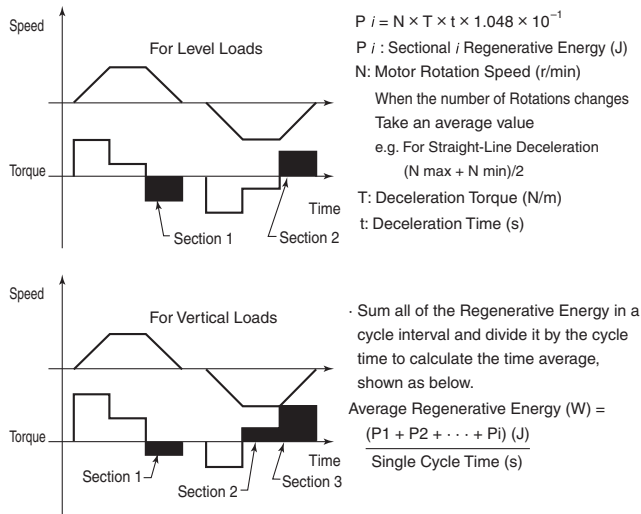 Speed
For Level Loads
Torque
Time
Section 1
Section 2
P i = N × T × t × 1.048 × 10⁻¹
P i : Sectional i Regenerative Energy (J)
N: Motor Rotation Speed (r/min)
When the number of Rotations changes
Take an average value
e.g. For Straight-Line Deceleration
(N max + N min)/2
T: Deceleration Torque (N/m)
t: Deceleration Time (s)
Speed
For Vertical Loads
Torque
Time
Section 1
Section 2
Section 3
· Sum all of the Regenerative Energy in a
cycle interval and divide it by the cycle
time to calculate the time average,
shown as below.
Average Regenerative Energy (W) =
(P1 + P2 + · · · + Pi) (J)
Single Cycle Time (s)